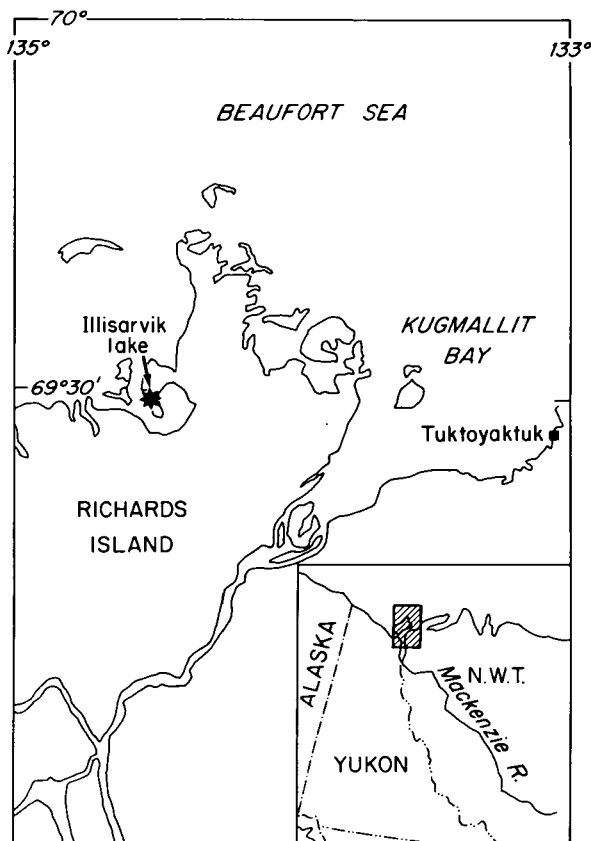 70°
135°
133°
BEAUFORT SEA
Illisarvik
lake
KUGMALLIT
BAY
69°30'
Tuktoyaktuk
RICHARDS
ISLAND
ALASKA
N.W.T.
Mackenzie R.
YUKON